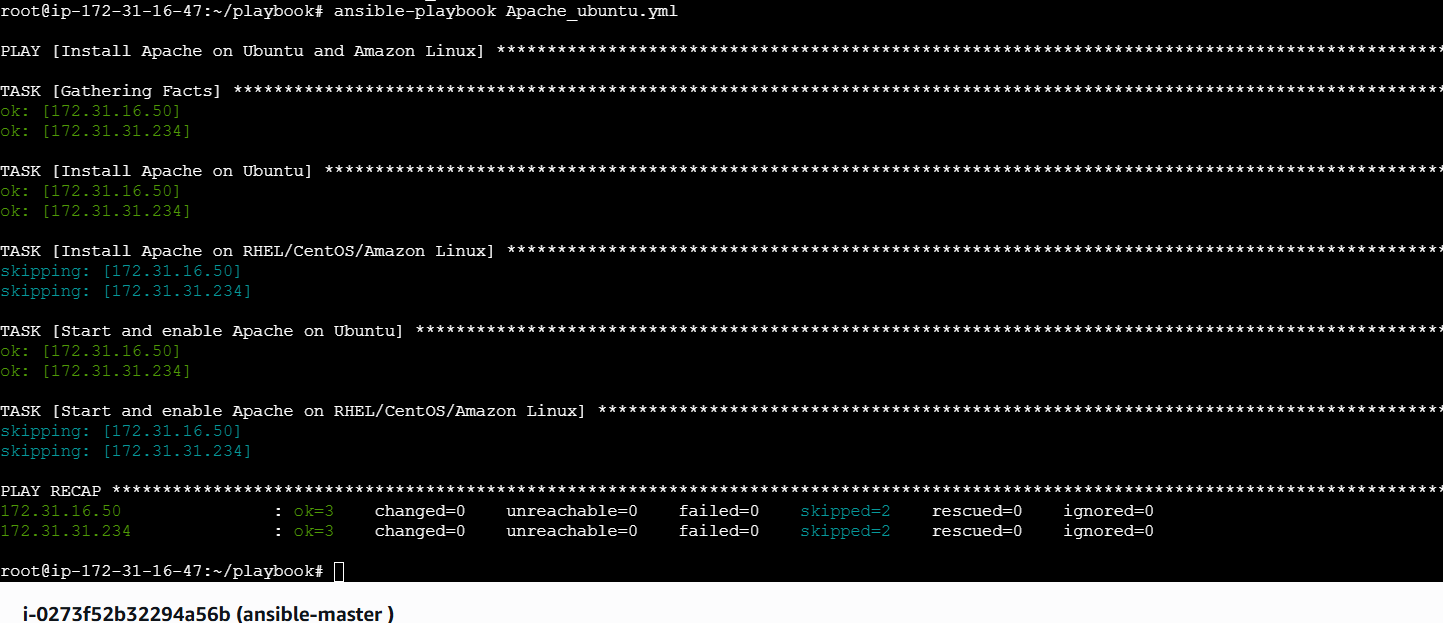 root@ip-172-31-16-47:~/playbook# ansible-playbook Apache_ubuntu.yml
PLAY [Install Apache on Ubuntu and Amazon Linux] *********************************************************************************************
TASK [Gathering Facts] ***********************************************************************************************************************
ok: [172.31.16.50]
ok: [172.31.31.234]
TASK [Install Apache on Ubuntu] **************************************************************************************************************
ok: [172.31.16.50]
ok: [172.31.31.234]
TASK [Install Apache on RHEL/CentOS/Amazon Linux] ********************************************************************************************
skipping: [172.31.16.50]
skipping: [172.31.31.234]
TASK [Start and enable Apache on Ubuntu] *****************************************************************************************************
ok: [172.31.16.50]
ok: [172.31.31.234]
TASK [Start and enable Apache on RHEL/CentOS/Amazon Linux] ***********************************************************************************
skipping: [172.31.16.50]
skipping: [172.31.31.234]
PLAY RECAP ***********************************************************************************************************************************
172.31.16.50 : ok=3 changed=0 unreachable=0 failed=0 skipped=2 rescued=0 ignored=0
172.31.31.234 : ok=3 changed=0 unreachable=0 failed=0 skipped=2 rescued=0 ignored=0
root@ip-172-31-16-47:~/playbook#
i-0273f52b32294a56b (ansible-master )